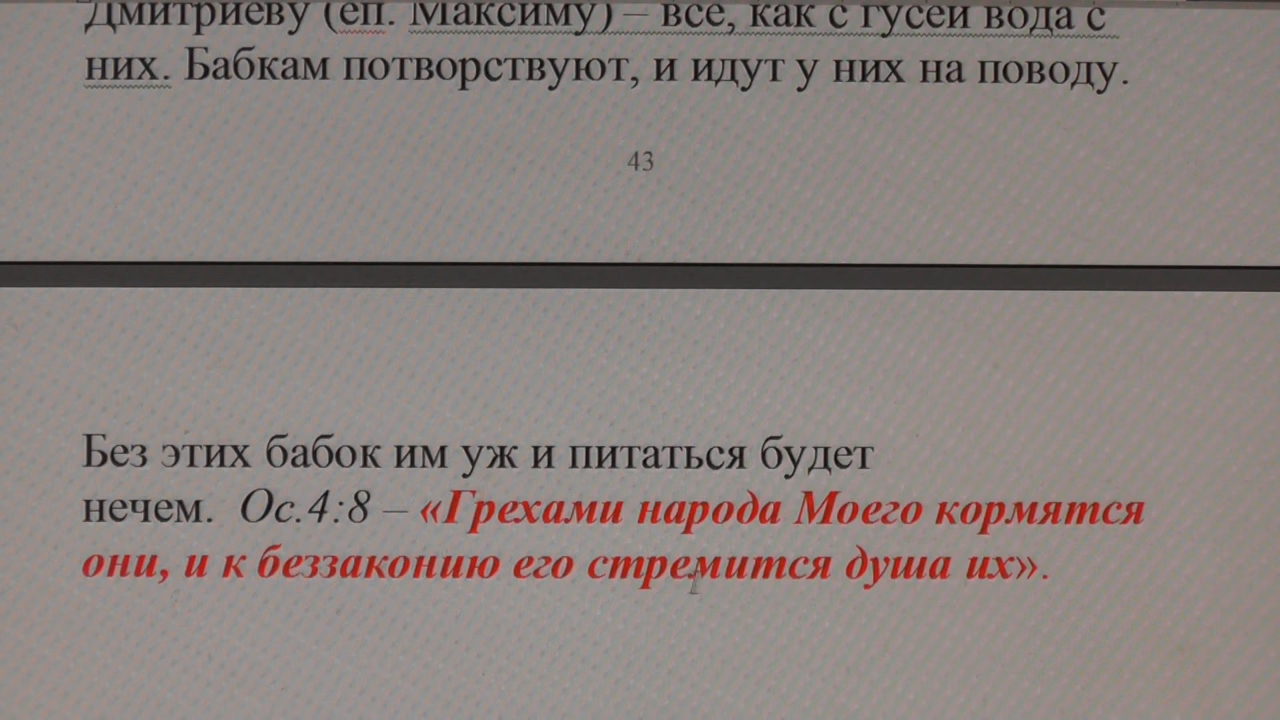 Дмитриеву (еп. Максиму) – все, как с гусей вода с
них. Бабкам потворствуют, и идут у них на поводу.
43
Без этих бабок им уж и питаться будет
нечем. Ос.4:8 – «Грехами народа Моего кормятся
они, и к беззаконию его стремится душа их».